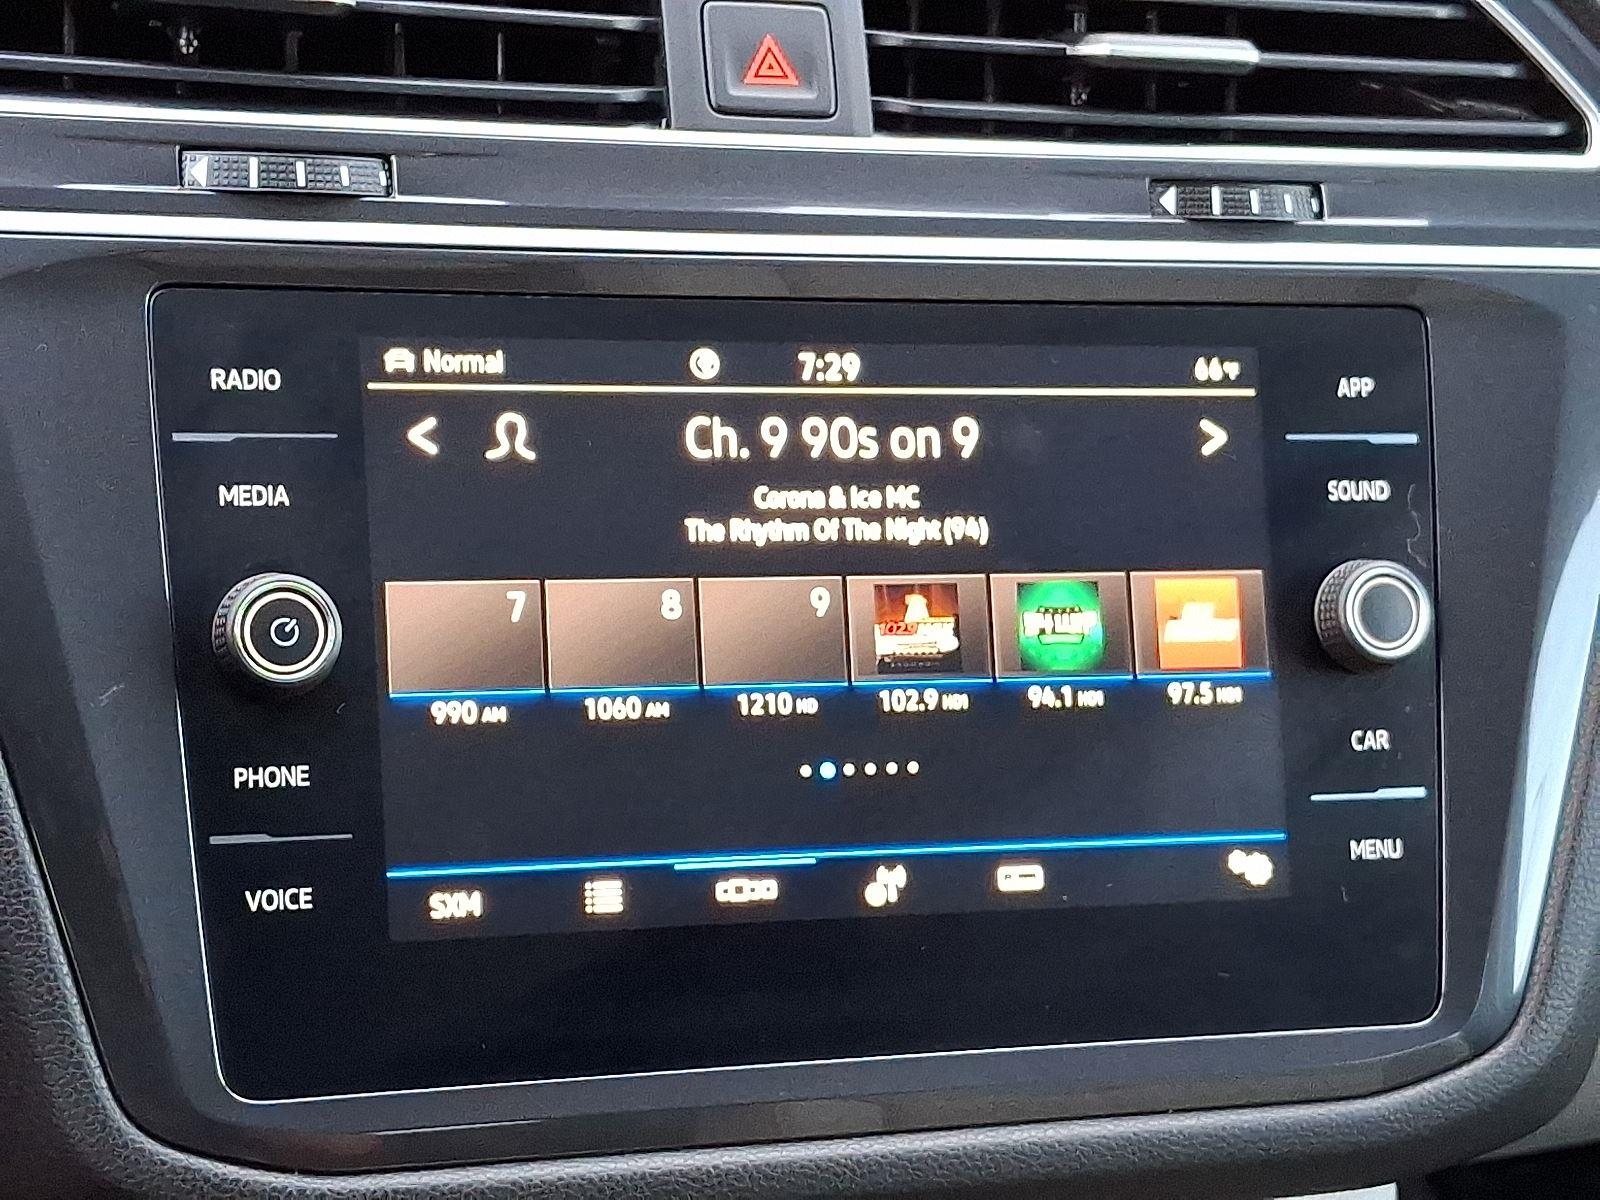 RADIO
MEDIA
PHONE
VOICE
Normal
7:29
66°F
< Ch. 9 90s on 9 >
Corona & Ice MC
The Rhythm Of The Night (94)
7
8
9
990 AM
1060 AM
1210 HD
102.9 HD1
94.1 HD1
97.5 HD1
SXM
APP
SOUND
CAR
MENU